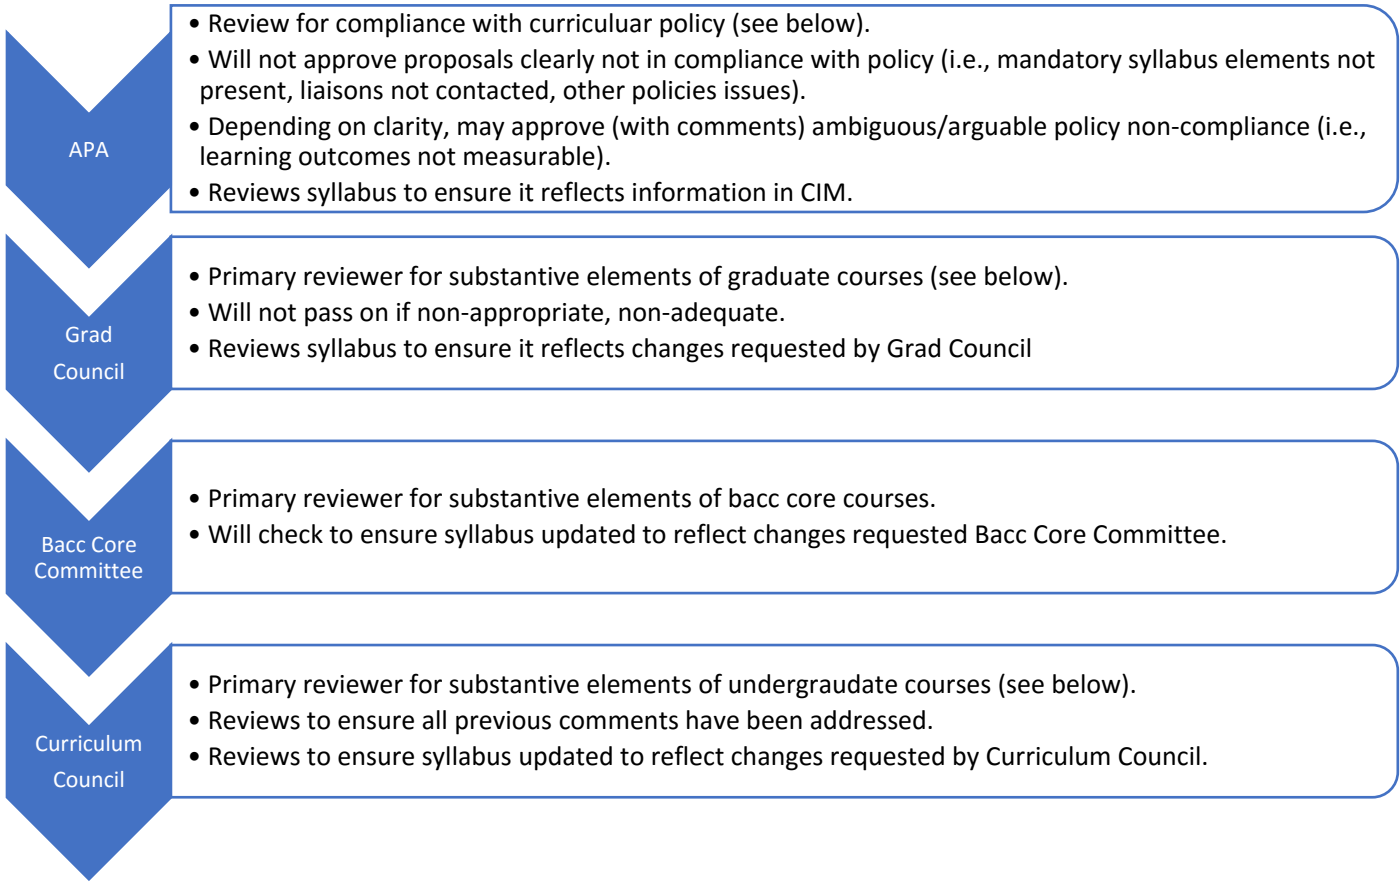 APA
• Review for compliance with curriculuar policy (see below).
• Will not approve proposals clearly not in compliance with policy (i.e., mandatory syllabus elements not
present, liaisons not contacted, other policies issues).
• Depending on clarity, may approve (with comments) ambiguous/arguable policy non-compliance (i.e.,
learning outcomes not measurable).
• Reviews syllabus to ensure it reflects information in CIM.
Grad
Council
• Primary reviewer for substantive elements of graduate courses (see below).
• Will not pass on if non-appropriate, non-adequate.
• Reviews syllabus to ensure it reflects changes requested by Grad Council
Bacc Core
Committee
• Primary reviewer for substantive elements of bacc core courses.
• Will check to ensure syllabus updated to reflect changes requested Bacc Core Committee.
Curriculum
Council
• Primary reviewer for substantive elements of undergraudate courses (see below).
• Reviews to ensure all previous comments have been addressed.
• Reviews to ensure syllabus updated to reflect changes requested by Curriculum Council.